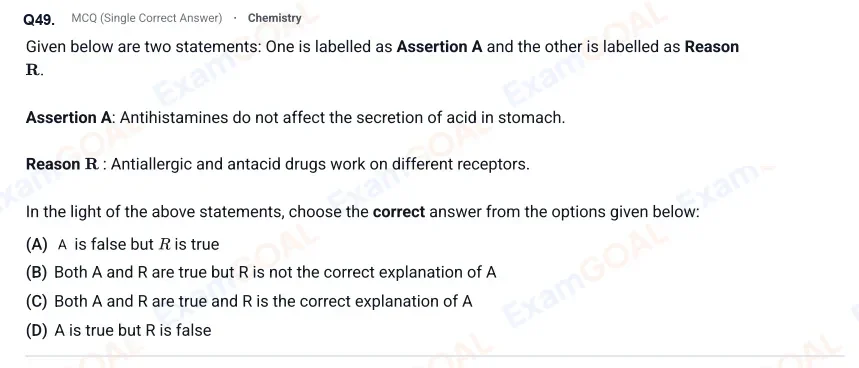 Q49. MCQ (Single Correct Answer) · Chemistry
Given below are two statements: One is labelled as Assertion A and the other is labelled as Reason
R.
Assertion A: Antihistamines do not affect the secretion of acid in stomach.
Reason R : Antiallergic and antacid drugs work on different receptors.
In the light of the above statements, choose the correct answer from the options given below:
(A) A is false but R is true
(B) Both A and R are true but R is not the correct explanation of A
(C) Both A and R are true and R is the correct explanation of A
(D) A is true but R is false